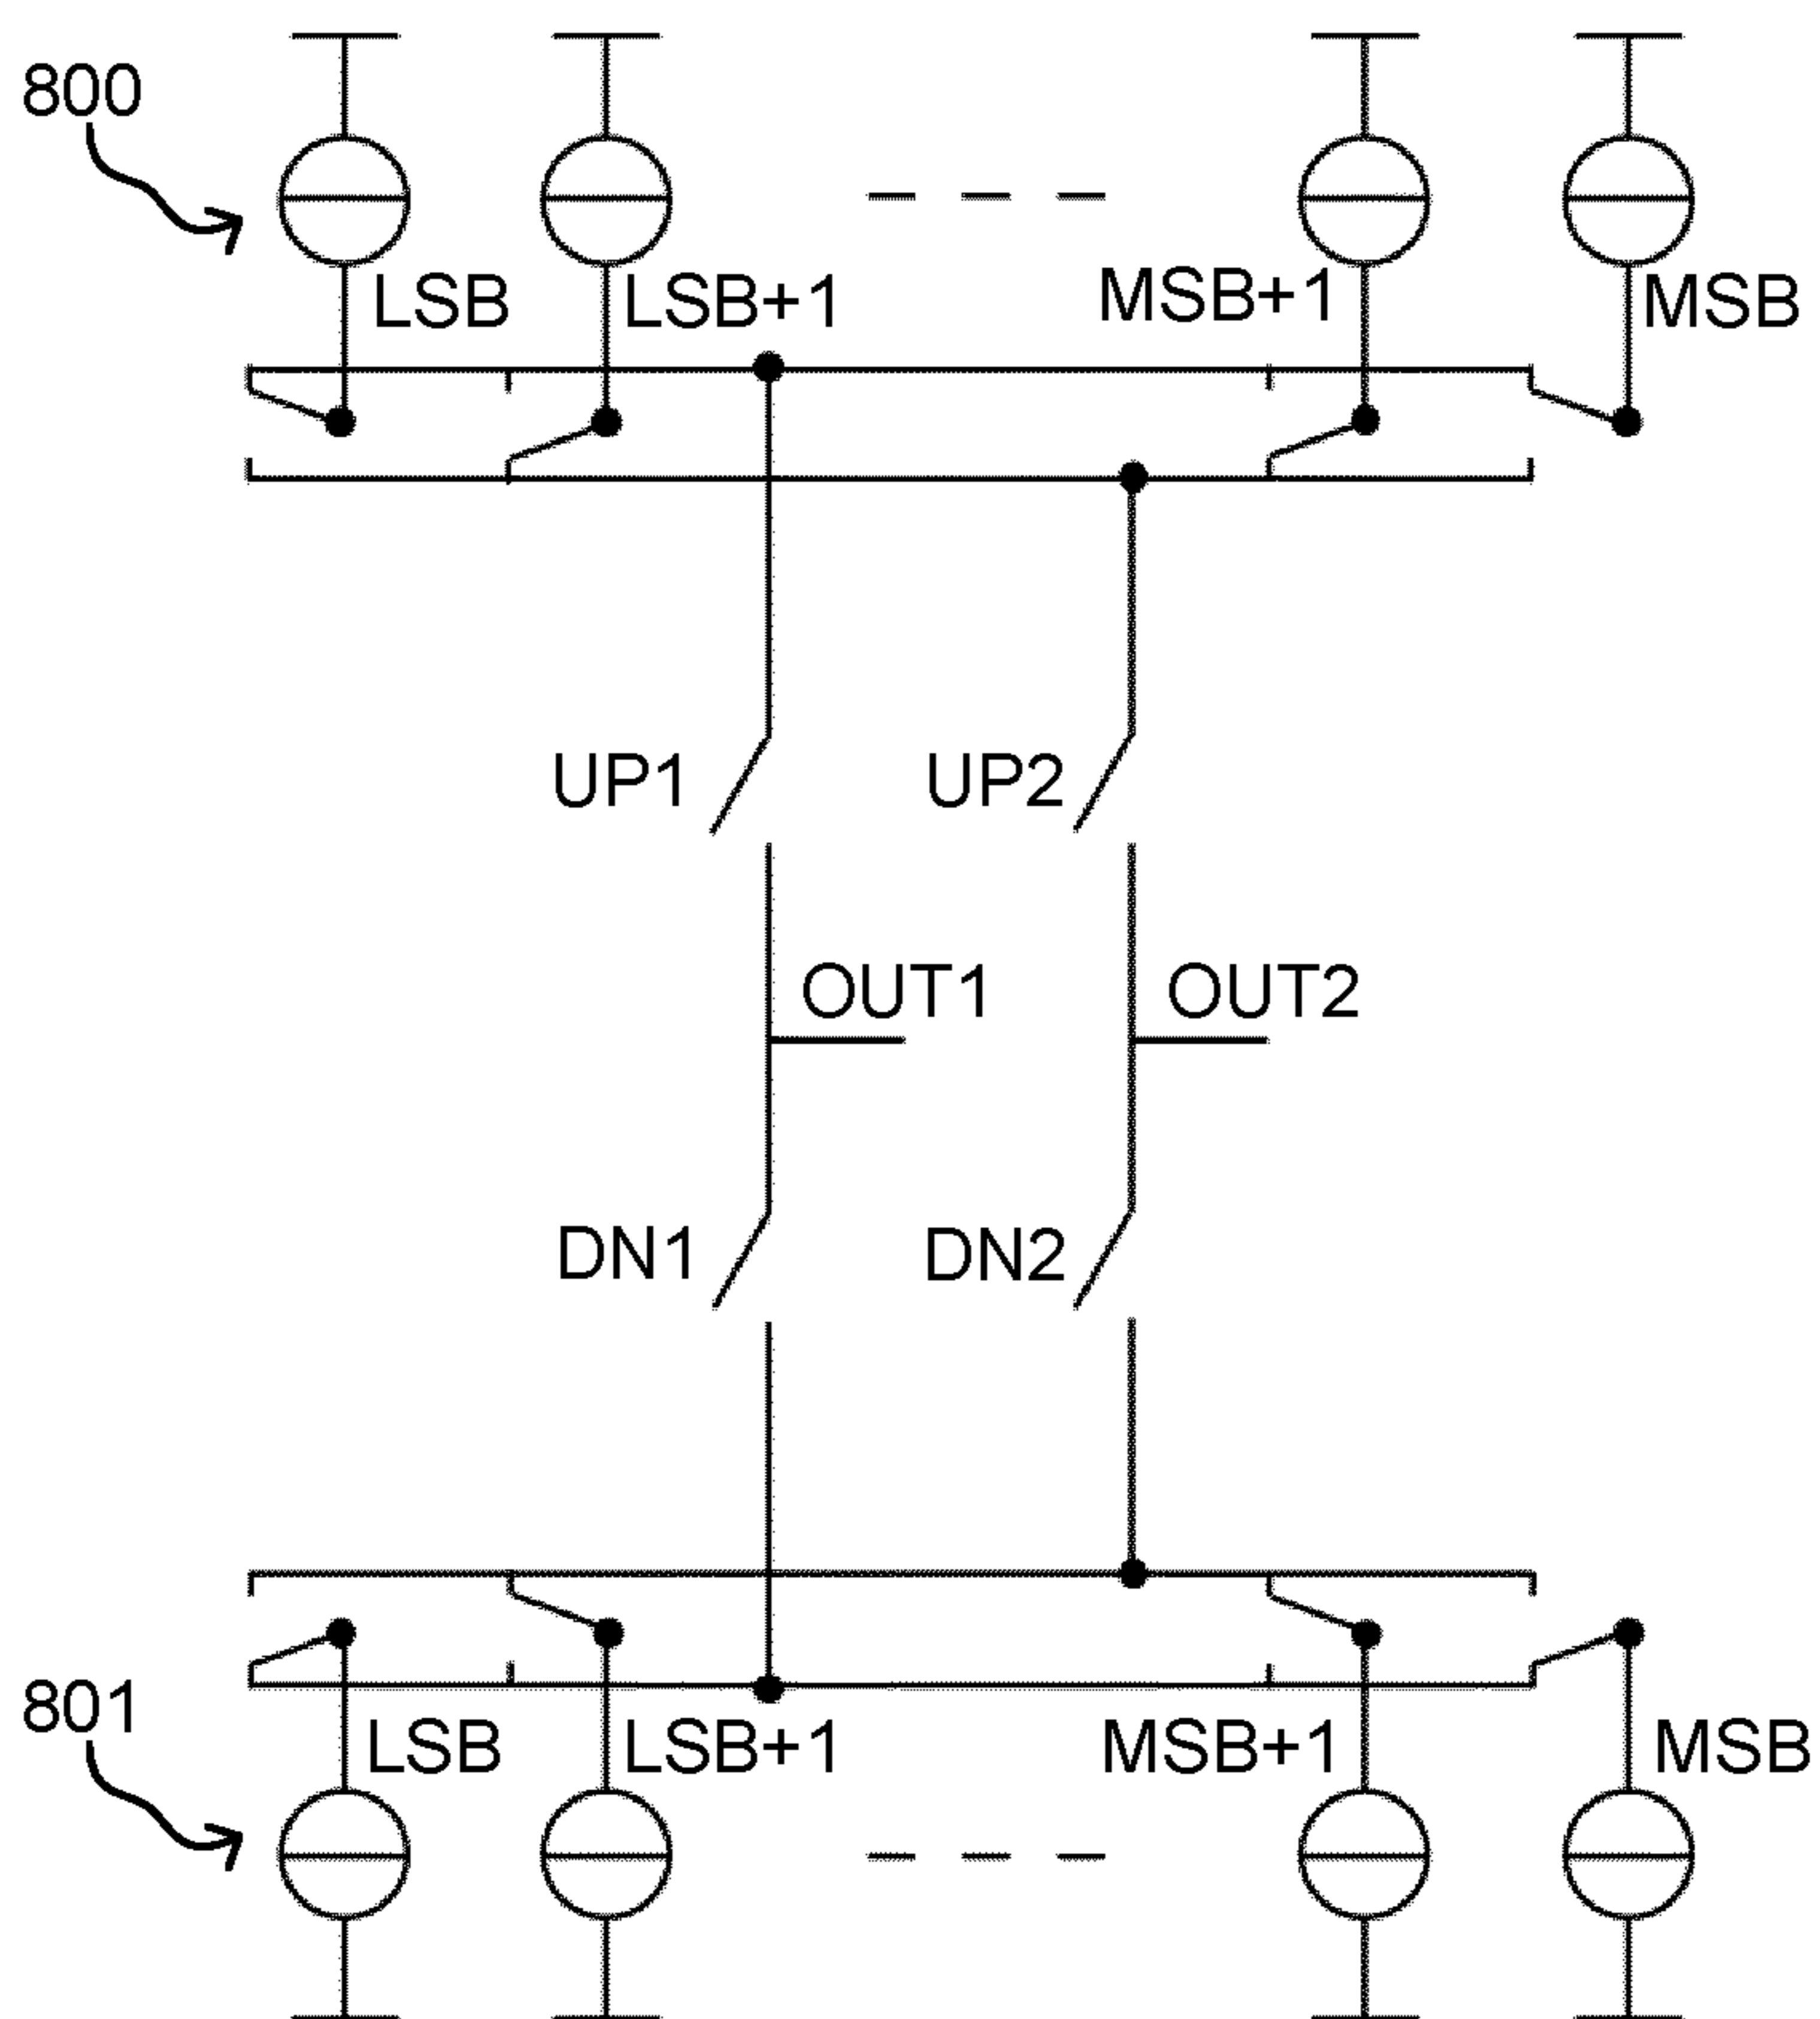 800
LSB LSB+1 MSB+1 MSB
UP1 UP2
OUT1 OUT2
DN1 DN2
801
LSB LSB+1 MSB+1 MSB